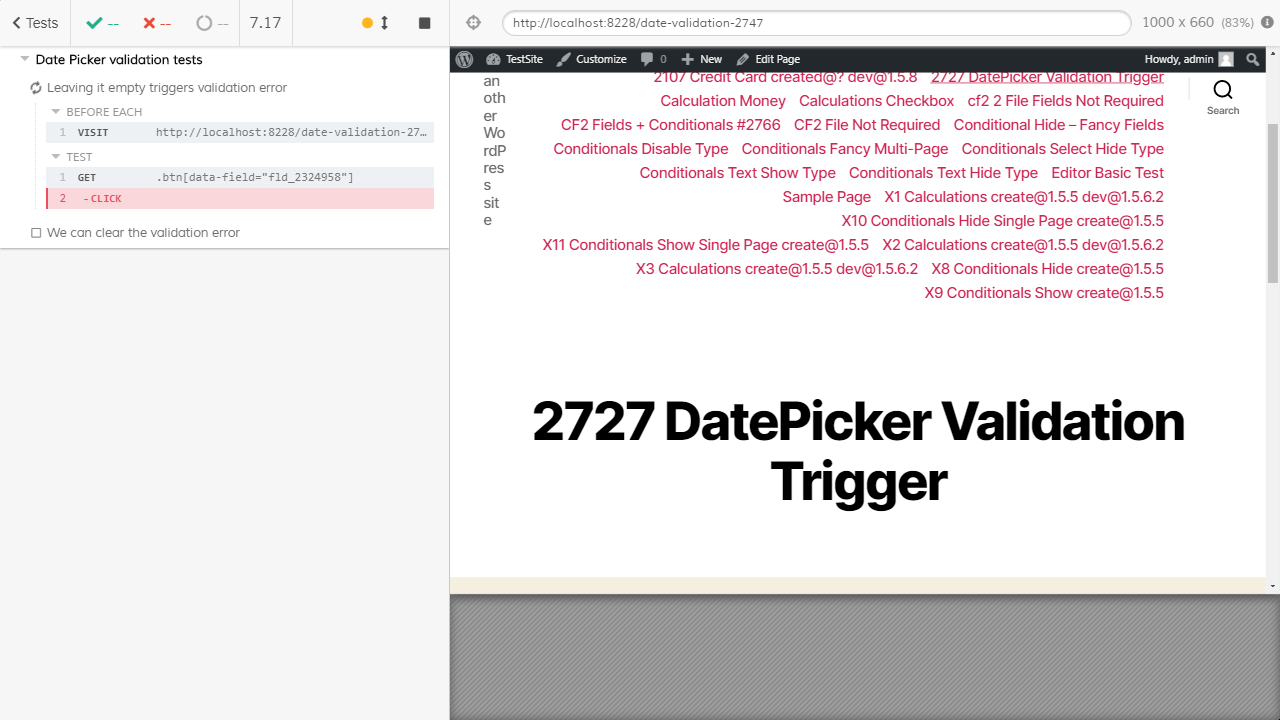 Tests
--
--
--
7.17
http://localhost:8228/date-validation-2747
1000 x 660 (83%)
Date Picker validation tests
Leaving it empty triggers validation error
BEFORE EACH
1 VISIT http://localhost:8228/date-validation-27…
TEST
1 GET .btn[data-field="fld_2324958"]
2 -CLICK
We can clear the validation error
TestSite Customize 0 New Edit Page Howdy, admin
an
oth
er
Wo
rdP
res
s
sit
e
2107 Credit Card created@? dev@1.5.8 2727 DatePicker Validation Trigger
Calculation Money Calculations Checkbox cf2 2 File Fields Not Required
CF2 Fields + Conditionals #2766 CF2 File Not Required Conditional Hide – Fancy Fields
Conditionals Disable Type Conditionals Fancy Multi-Page Conditionals Select Hide Type
Conditionals Text Show Type Conditionals Text Hide Type Editor Basic Test
Sample Page X1 Calculations create@1.5.5 dev@1.5.6.2
X10 Conditionals Hide Single Page create@1.5.5
X11 Conditionals Show Single Page create@1.5.5 X2 Calculations create@1.5.5 dev@1.5.6.2
X3 Calculations create@1.5.5 dev@1.5.6.2 X8 Conditionals Hide create@1.5.5
X9 Conditionals Show create@1.5.5
Search
2727 DatePicker Validation
Trigger